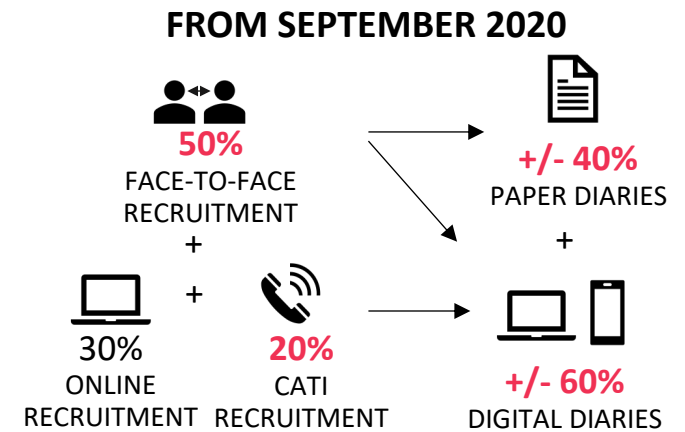 FROM SEPTEMBER 2020
50%
FACE-TO-FACE
RECRUITMENT
+
30%
ONLINE
RECRUITMENT
+
20%
CATI
RECRUITMENT
+/- 40%
PAPER DIARIES
+
+/- 60%
DIGITAL DIARIES